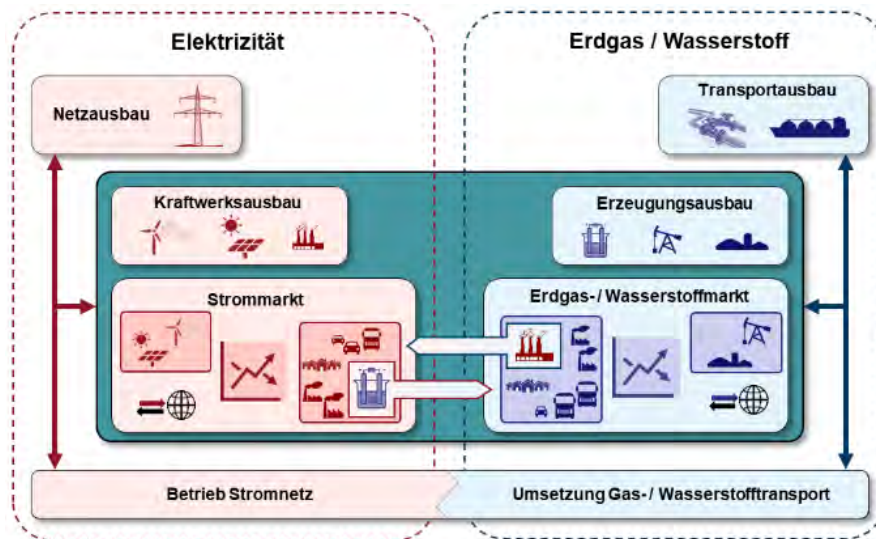 Elektrizität
Erdgas / Wasserstoff
Netzausbau
Transportausbau
Kraftwerksausbau
Erzeugungsausbau
Strommarkt
Erdgas- / Wasserstoffmarkt
Betrieb Stromnetz
Umsetzung Gas- / Wasserstofftransport